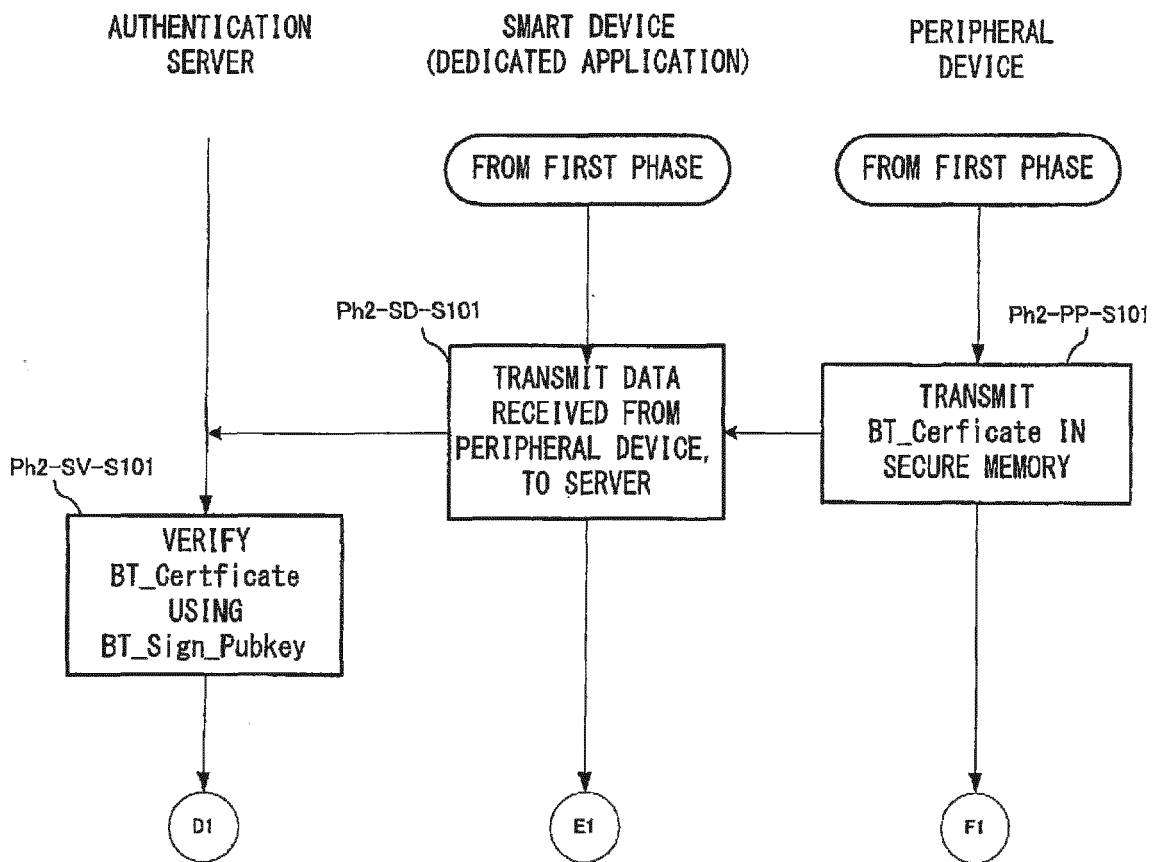 AUTHENTICATION
SERVER
SMART DEVICE
(DEDICATED APPLICATION)
PERIPHERAL
DEVICE
FROM FIRST PHASE
FROM FIRST PHASE
Ph2-SD-S101
Ph2-PP-S101
TRANSMIT DATA
RECEIVED FROM
PERIPHERAL DEVICE,
TO SERVER
TRANSMIT
BT_Cerficate IN
SECURE MEMORY
Ph2-SV-S101
VERIFY
BT_Certficate
USING
BT_Sign_Pubkey
D1
E1
F1